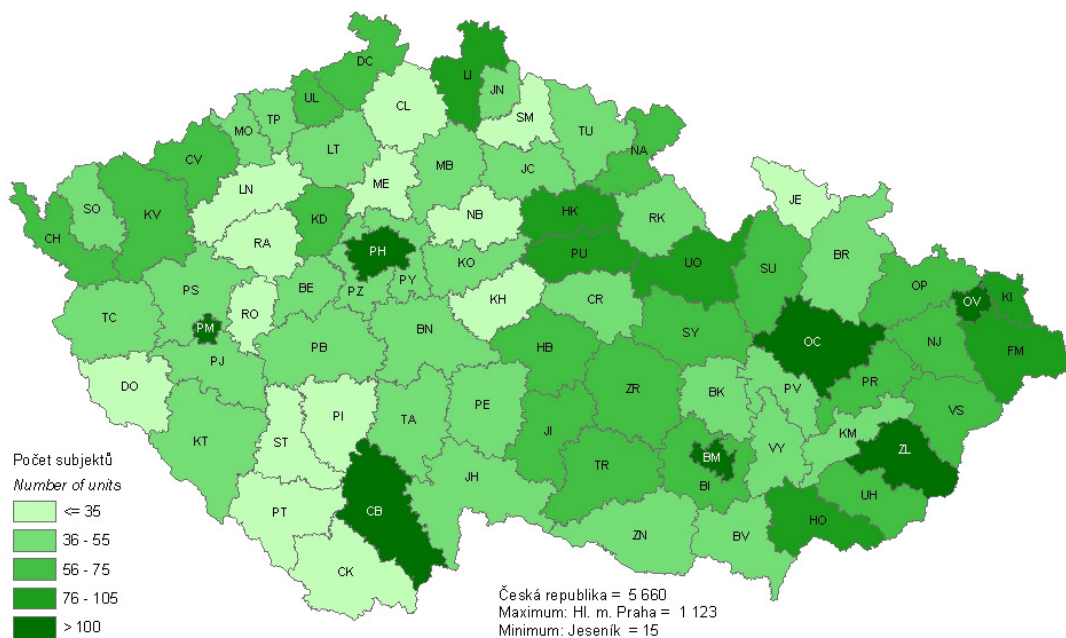 DC
LI
JN
UL
CL
SM
TP
MO
TU
LT
CV
NA
MB
JC
ME
LN
JE
SO
KV
KD
NB
HK
RK
CH
RA
PH
BR
PU
UO
KO
SU
PY
OP
PS
BE
PZ
OV
KI
KH
CR
TC
RO
PM
BN
SY
OC
NJ
FM
PB
HB
PJ
DO
PR
ZR
BK
PV
VS
PI
TA
PE
KT
ST
JI
KM
VY
ZL
BM
TR
JH
BI
UH
PT
CB
HO
ZN
BV
CK
Počet subjektů
Number of units
<= 35
36 - 55
56 - 75
76 - 105
> 100
Česká republika = 5 660
Maximum: Hl. m. Praha = 1 123
Minimum: Jeseník = 15